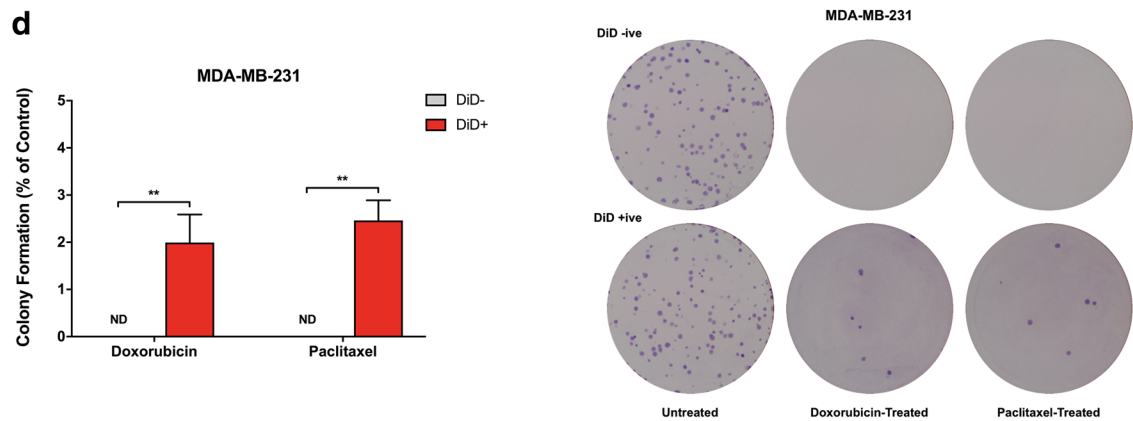 d
MDA-MB-231
Colony Formation (% of Control)
5
4
3
2
1
0
**
**
ND
ND
Doxorubicin
Paclitaxel
DiD-
DiD+
MDA-MB-231
DiD -ive
DiD +ive
Untreated
Doxorubicin-Treated
Paclitaxel-Treated